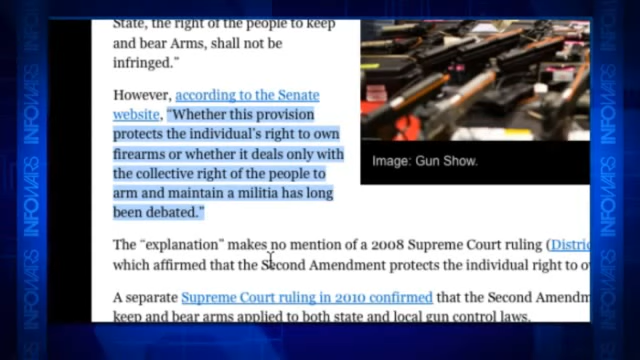 State, the right of the people to keep
and bear Arms, shall not be
infringed.”
However, according to the Senate
website, “Whether this provision
protects the individual’s right to own
firearms or whether it deals only with
the collective right of the people to
arm and maintain a militia has long
been debated.”
Image: Gun Show.
The “explanation” makes no mention of a 2008 Supreme Court ruling (Distric
which affirmed that the Second Amendment protects the individual right to o
A separate Supreme Court ruling in 2010 confirmed that the Second Amendm
keep and bear arms applied to both state and local gun control laws.
INFOWARS
INFOWARS
INFOWARS
INFOWARS
INFOWARS
INFOWARS